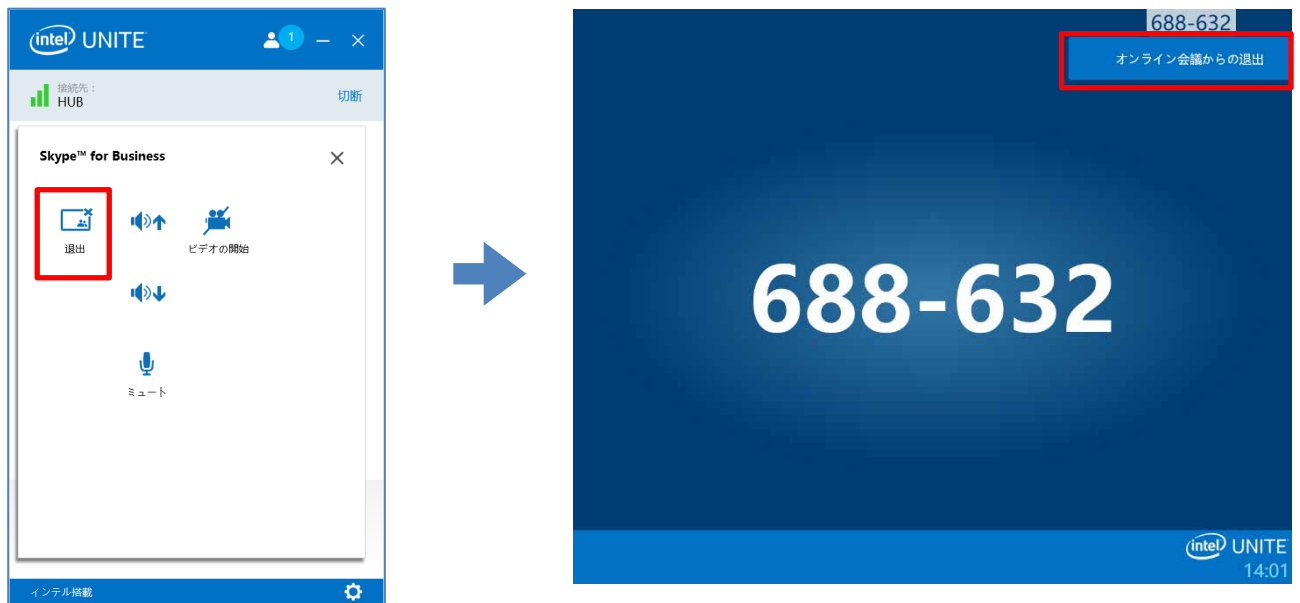 intel UNITE
1
接続先：
HUB
切断
Skype™ for Business
退出
ビデオの開始
ミュート
インテル搭載
688-632
オンライン会議からの退出
688-632
intel UNITE
14:01